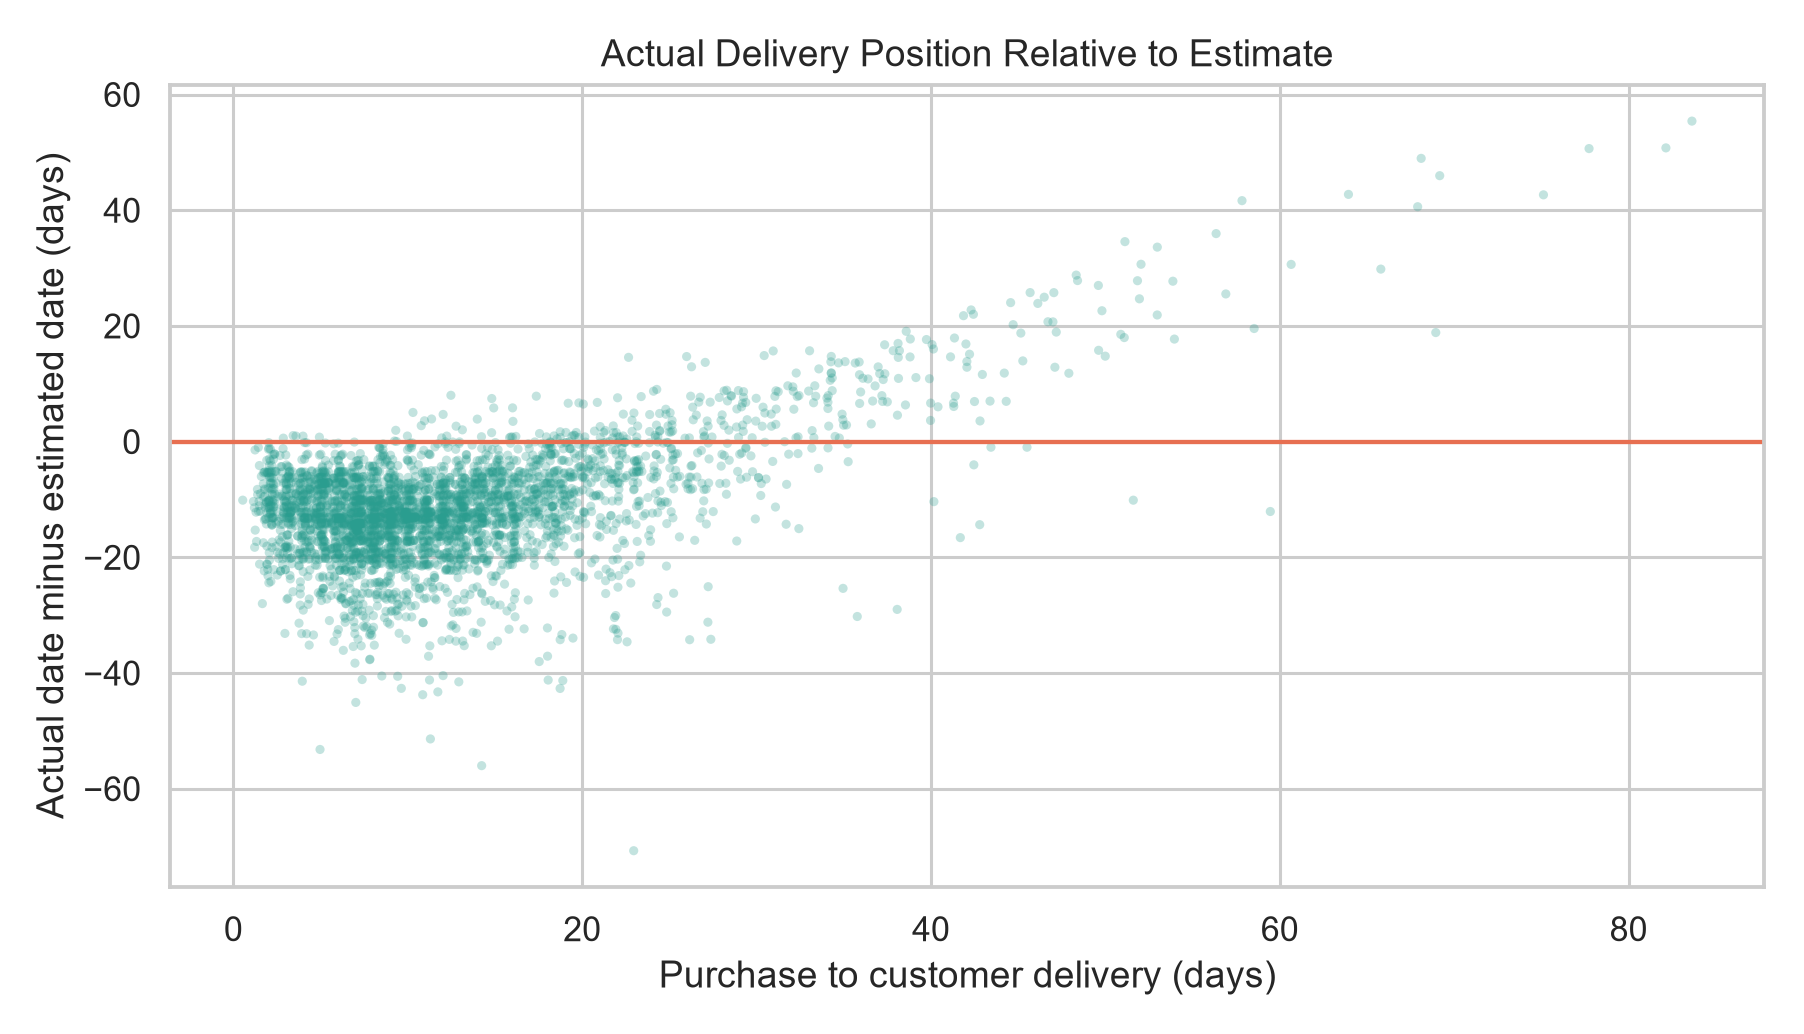 Actual Delivery Position Relative to Estimate
Actual date minus estimated date (days)
60
40
20
0
−20
−40
−60
0 20 40 60 80
Purchase to customer delivery (days)